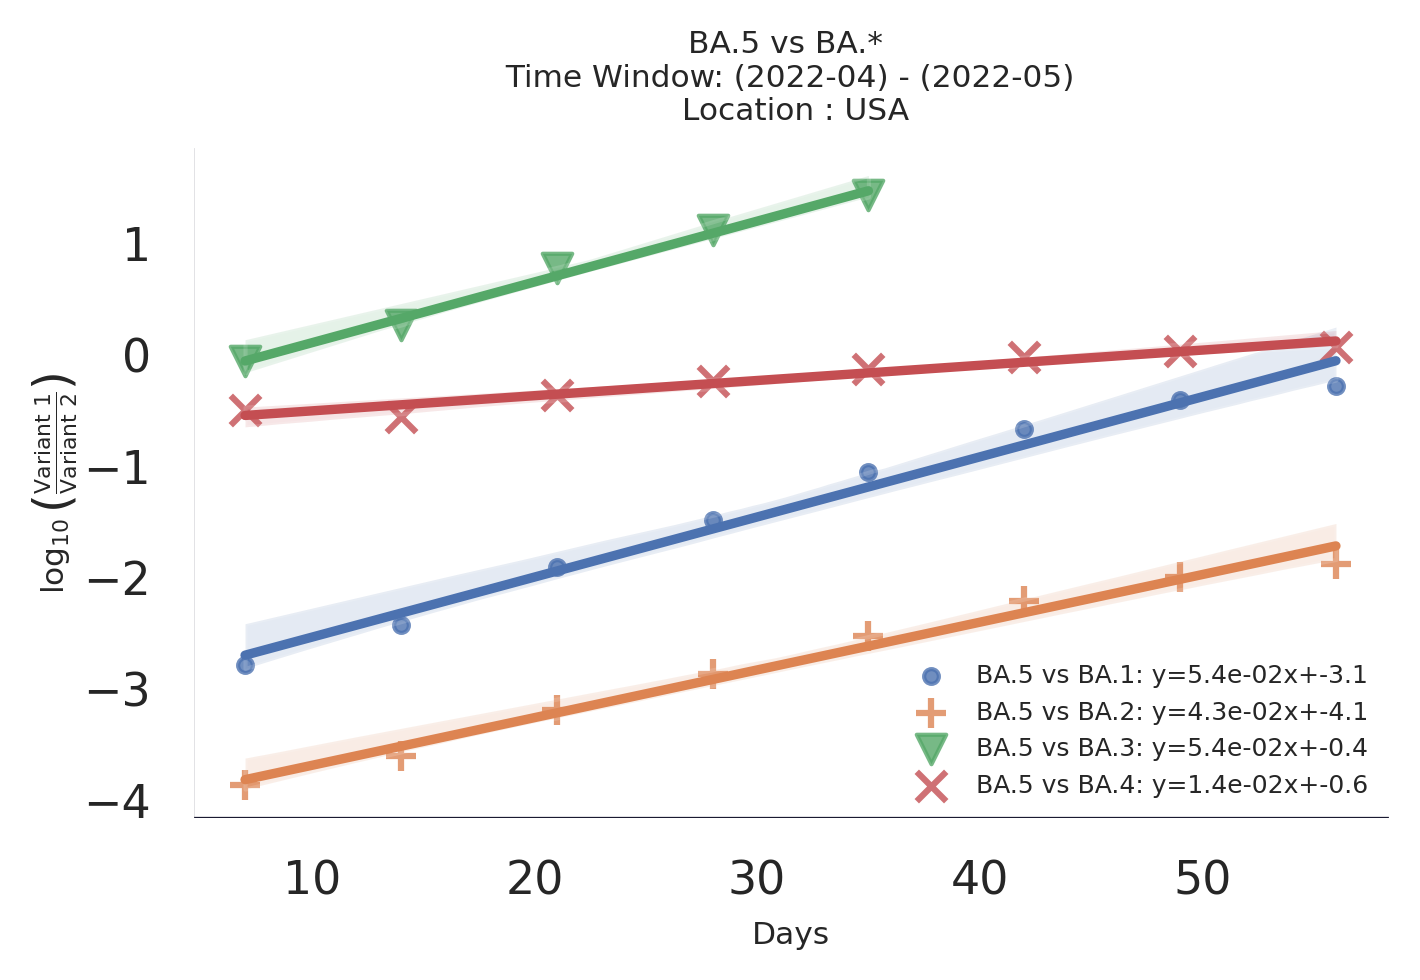 BA.5 vs BA.*
Time Window: (2022-04) - (2022-05)
Location : USA
log10 (Variant 1 / Variant 2)
1
0
−1
−2
−3
−4
BA.5 vs BA.1: y=5.4e-02x+-3.1
BA.5 vs BA.2: y=4.3e-02x+-4.1
BA.5 vs BA.3: y=5.4e-02x+-0.4
BA.5 vs BA.4: y=1.4e-02x+-0.6
10 20 30 40 50
Days